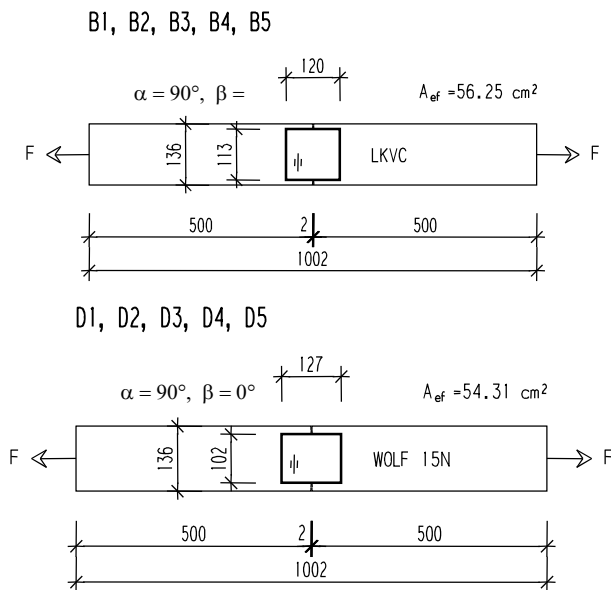 B1, B2, B3, B4, B5
120
α = 90°, β =
A_ef =56.25 cm²
F
136
113
LKVC
F
500
2
500
1002
D1, D2, D3, D4, D5
127
α = 90°, β = 0°
A_ef =54.31 cm²
F
136
102
WOLF 15N
F
500
2
500
1002